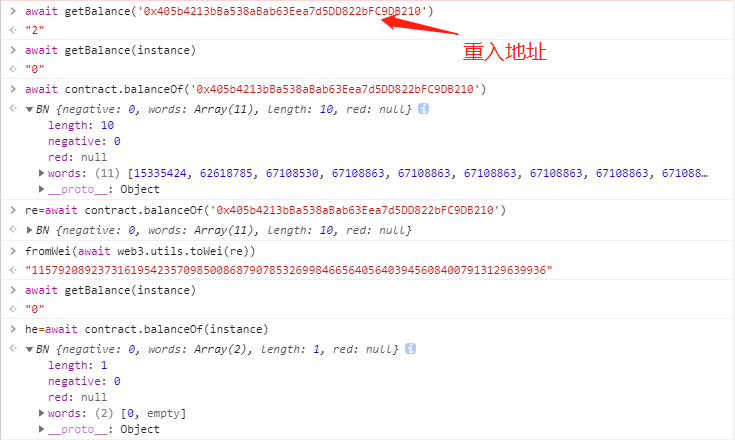 > await getBalance('0x405b4213bBa538aBab63Eea7d5DD822bFC9DB210')
< "2"
重入地址
> await getBalance(instance)
< "0"
> await contract.balanceOf('0x405b4213bBa538aBab63Eea7d5DD822bFC9DB210')
< ▼BN {negative: 0, words: Array(11), length: 10, red: null} i
length: 10
negative: 0
red: null
▶words: (11) [15335424, 62618785, 67108530, 67108863, 67108863, 67108863, 67108863, 67108863, 671088…
▶__proto__: Object
> re=await contract.balanceOf('0x405b4213bBa538aBab63Eea7d5DD822bFC9DB210')
< ▶BN {negative: 0, words: Array(11), length: 10, red: null}
> fromWei(await web3.utils.toWei(re))
< "115792089237316195423570985008687907853269984665640564039456084007913129639936"
> await getBalance(instance)
< "0"
> he=await contract.balanceOf(instance)
< ▼BN {negative: 0, words: Array(2), length: 1, red: null} i
length: 1
negative: 0
red: null
▶words: (2) [0, empty]
▶__proto__: Object